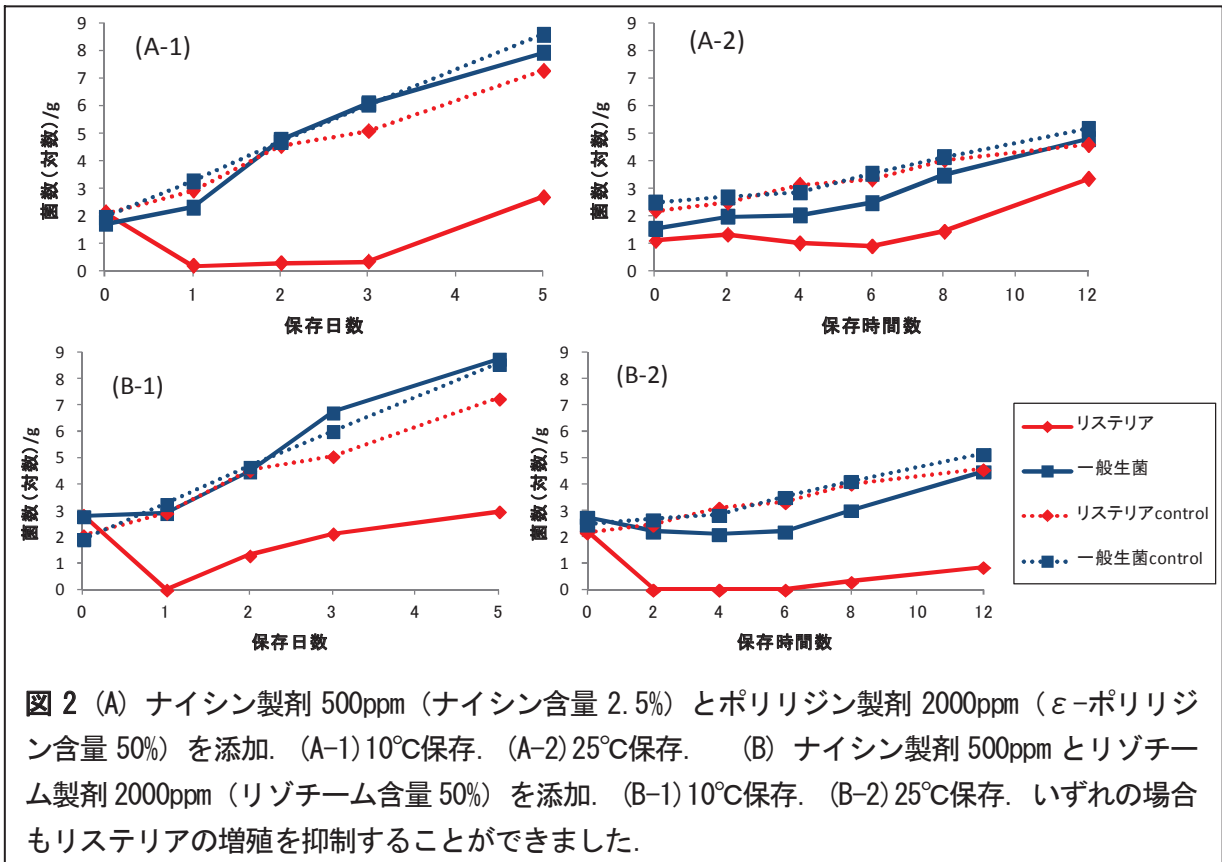 (A-1)
菌数(対数)/g
9
8
7
6
5
4
3
2
1
0
0 1 2 3 4 5
保存日数
(A-2)
菌数(対数)/g
9
8
7
6
5
4
3
2
1
0
0 2 4 6 8 10 12
保存時間数
(B-1)
菌数(対数)/g
9
8
7
6
5
4
3
2
1
0
0 1 2 3 4 5
保存日数
(B-2)
菌数(対数)/g
9
8
7
6
5
4
3
2
1
0
0 2 4 6 8 10 12
保存時間数
リステリア
一般生菌
リステリアcontrol
一般生菌control
図2 (A) ナイシン製剤 500ppm(ナイシン含量 2.5%)とポリリジン製剤 2000ppm(ε-ポリリジ
ン含量 50%)を添加. (A-1)10℃保存. (A-2)25℃保存. (B) ナイシン製剤 500ppm とリゾチー
ム製剤 2000ppm(リゾチーム含量 50%)を添加. (B-1)10℃保存. (B-2)25℃保存. いずれの場合
もリステリアの増殖を抑制することができました.